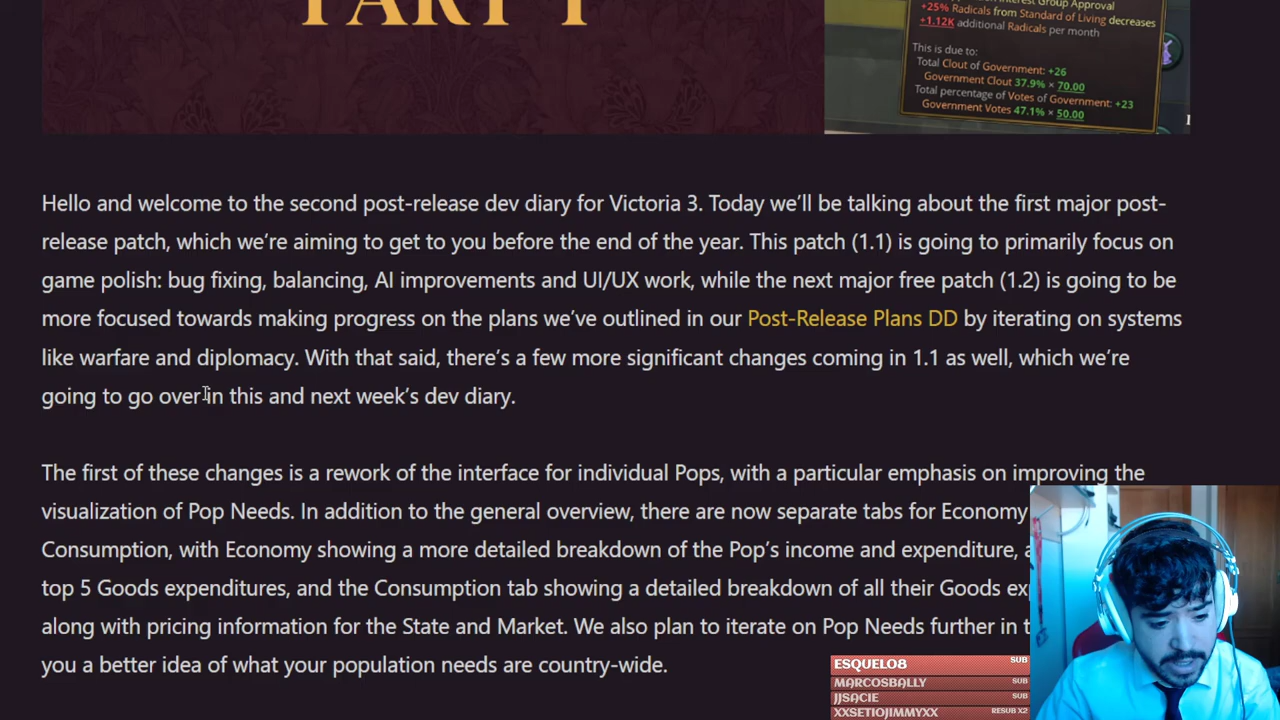 PART 1
Interest Group Approval
+25% Radicals from Standard of Living decreases
+1.12K additional Radicals per month
This is due to:
Total Clout of Government: +26
Government Clout 37.9% × 70.00
Total percentage of Votes of Government: +23
Government Votes 47.1% × 50.00
Hello and welcome to the second post-release dev diary for Victoria 3. Today we’ll be talking about the first major post-
release patch, which we’re aiming to get to you before the end of the year. This patch (1.1) is going to primarily focus on
game polish: bug fixing, balancing, AI improvements and UI/UX work, while the next major free patch (1.2) is going to be
more focused towards making progress on the plans we’ve outlined in our Post-Release Plans DD by iterating on systems
like warfare and diplomacy. With that said, there’s a few more significant changes coming in 1.1 as well, which we’re
going to go over in this and next week’s dev diary.
The first of these changes is a rework of the interface for individual Pops, with a particular emphasis on improving the
visualization of Pop Needs. In addition to the general overview, there are now separate tabs for Economy
Consumption, with Economy showing a more detailed breakdown of the Pop’s income and expenditure,
top 5 Goods expenditures, and the Consumption tab showing a detailed breakdown of all their Goods
along with pricing information for the State and Market. We also plan to iterate on Pop Needs further in
you a better idea of what your population needs are country-wide.
ESQUELO8 SUB
MARCOSBALLY SUB
JJSACIE SUB
XXSETIOJIMMYXX RESUB X2